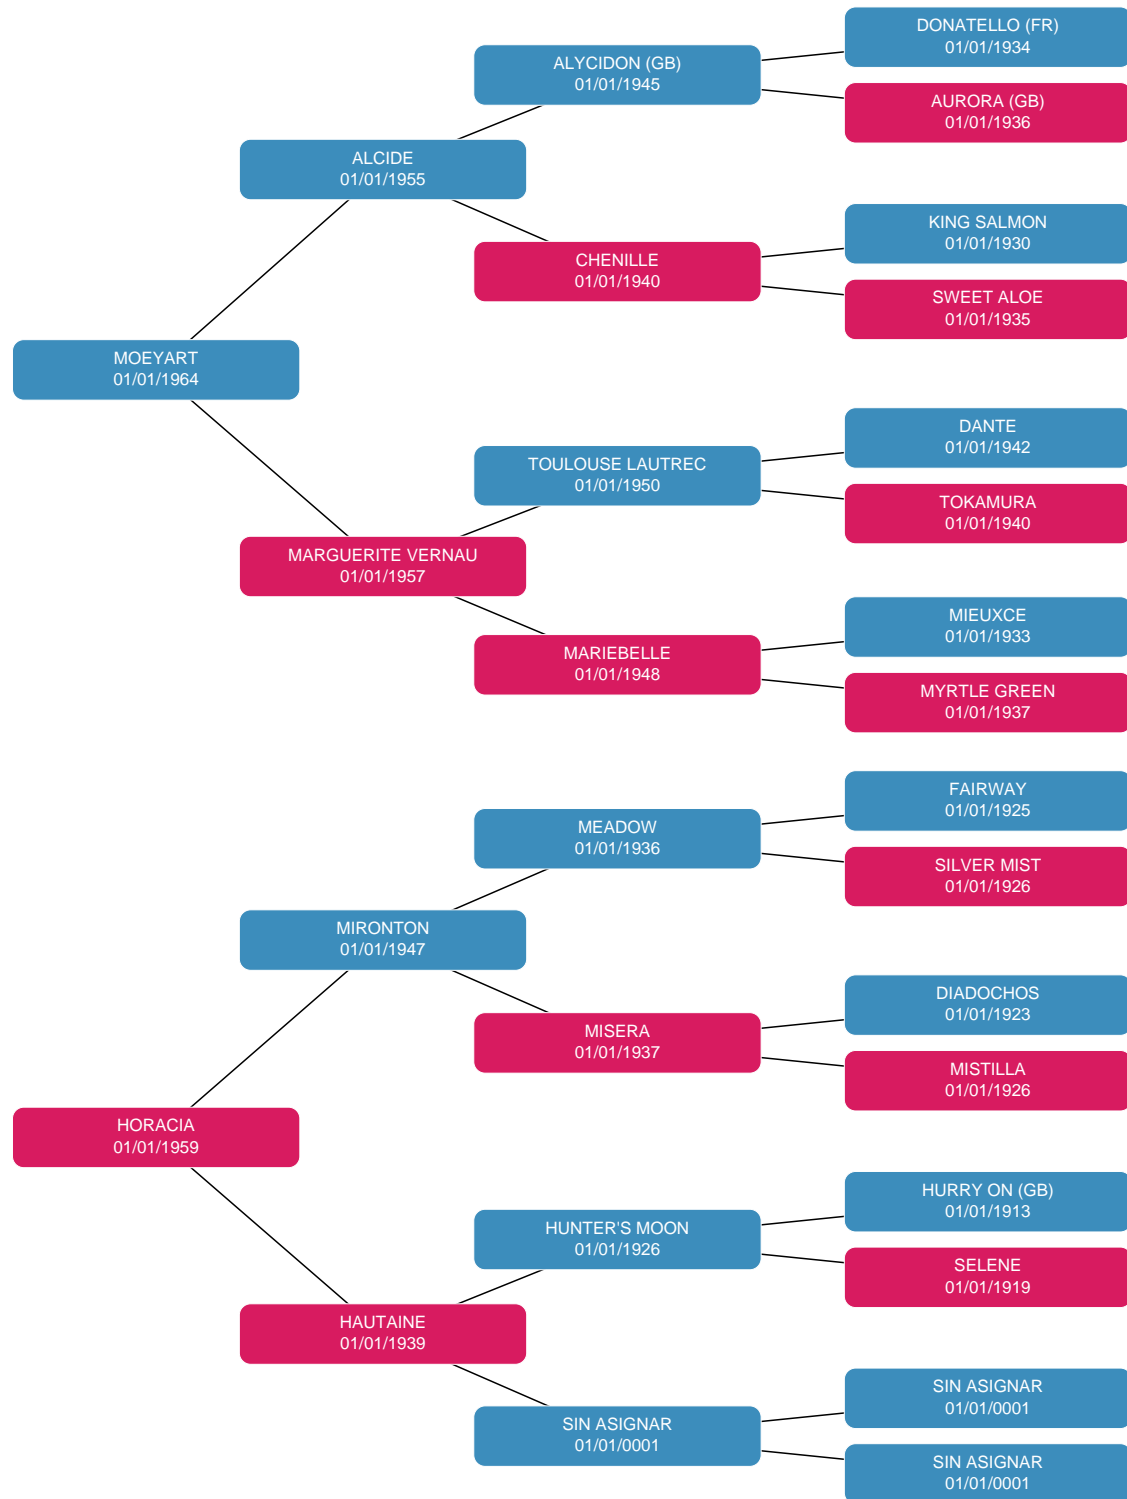 DONATELLO (FR)
01/01/1934
ALYCIDON (GB)
01/01/1945
AURORA (GB)
01/01/1936
ALCIDE
01/01/1955
KING SALMON
01/01/1930
CHENILLE
01/01/1940
SWEET ALOE
01/01/1935
MOEYART
01/01/1964
DANTE
01/01/1942
TOULOUSE LAUTREC
01/01/1950
TOKAMURA
01/01/1940
MARGUERITE VERNAU
01/01/1957
MIEUXCE
01/01/1933
MARIEBELLE
01/01/1948
MYRTLE GREEN
01/01/1937
FAIRWAY
01/01/1925
MEADOW
01/01/1936
SILVER MIST
01/01/1926
MIRONTON
01/01/1947
DIADOCHOS
01/01/1923
MISERA
01/01/1937
MISTILLA
01/01/1926
HORACIA
01/01/1959
HURRY ON (GB)
01/01/1913
HUNTER'S MOON
01/01/1926
SELENE
01/01/1919
HAUTAINE
01/01/1939
SIN ASIGNAR
01/01/0001
SIN ASIGNAR
01/01/0001
SIN ASIGNAR
01/01/0001